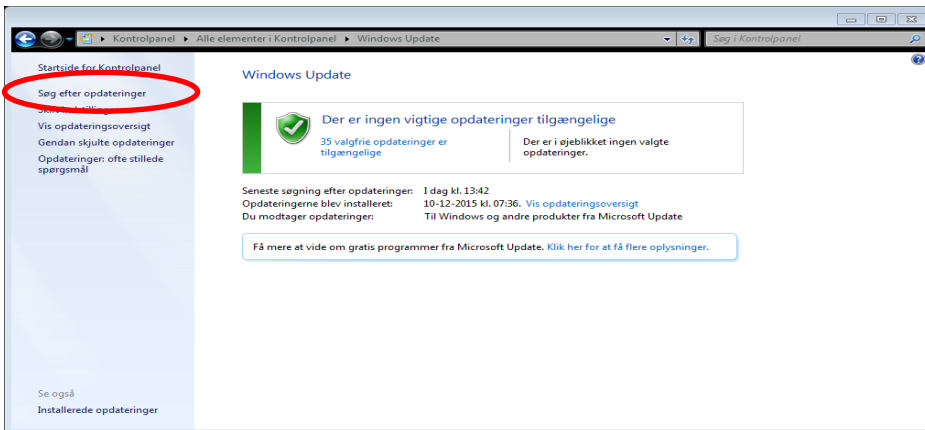 Kontrolpanel ▸ Alle elementer i Kontrolpanel ▸ Windows Update
Søg i Kontrolpanel
Startside for Kontrolpanel
Søg efter opdateringer
Vis opdateringsoversigt
Gendan skjulte opdateringer
Opdateringer: ofte stillede
spørgsmål
Se også
Installerede opdateringer
Windows Update
Der er ingen vigtige opdateringer tilgængelige
35 valgfrie opdateringer er
tilgængelige
Der er i øjeblikket ingen valgte
opdateringer.
Seneste søgning efter opdateringer: I dag kl. 13:42
Opdateringerne blev installeret: 10-12-2015 kl. 07:36. Vis opdateringsoversigt
Du modtager opdateringer: Til Windows og andre produkter fra Microsoft Update
Få mere at vide om gratis programmer fra Microsoft Update. Klik her for at få flere oplysninger.